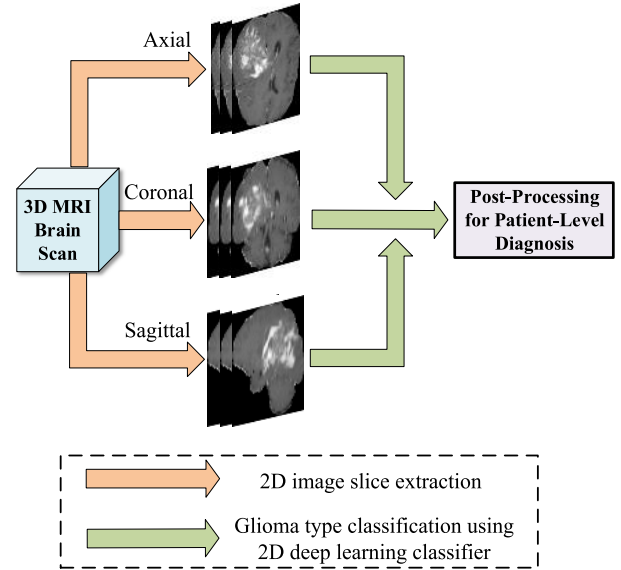 Axial
Coronal
3D MRI
Brain
Scan
Sagittal
Post-Processing
for Patient-Level
Diagnosis
2D image slice extraction
Glioma type classification using
2D deep learning classifier